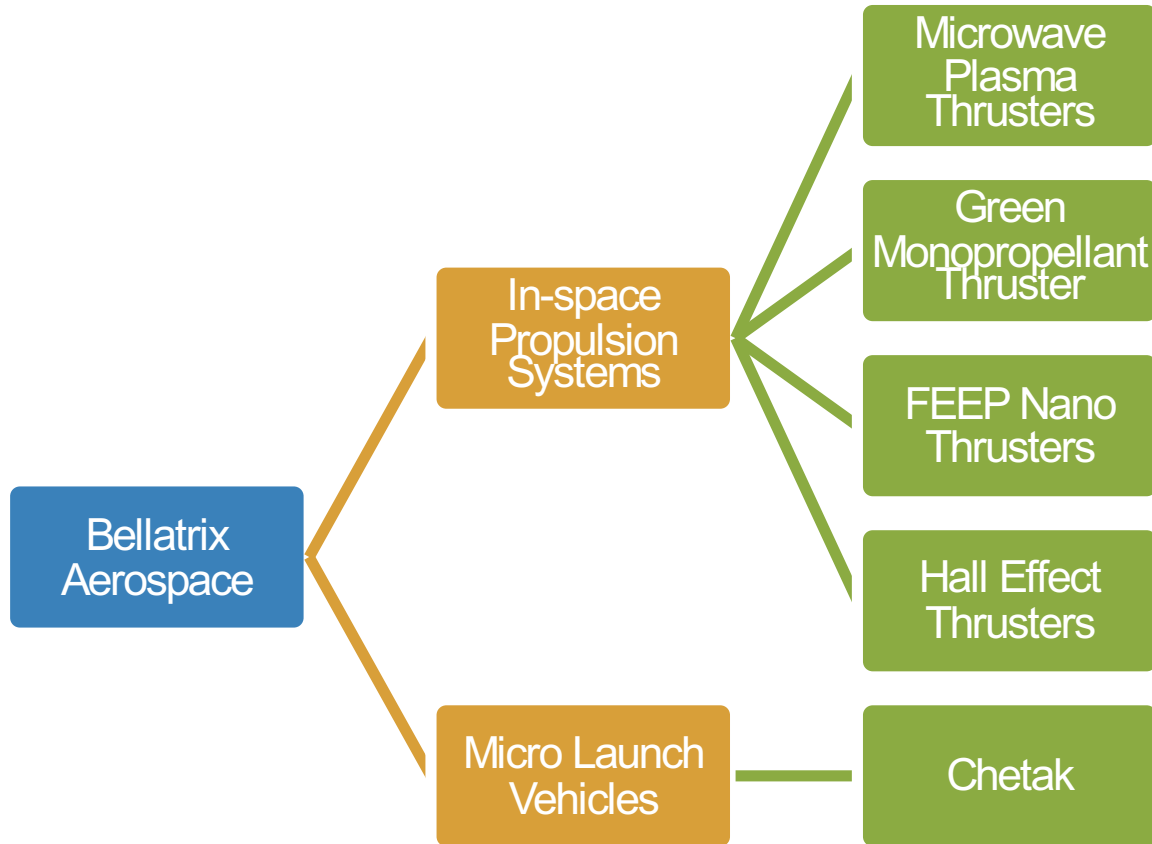 Microwave
Plasma
Thrusters
Green
Monopropellant
Thruster
In-space
Propulsion
Systems
FEEP Nano
Thrusters
Bellatrix
Aerospace
Hall Effect
Thrusters
Micro Launch
Vehicles
Chetak